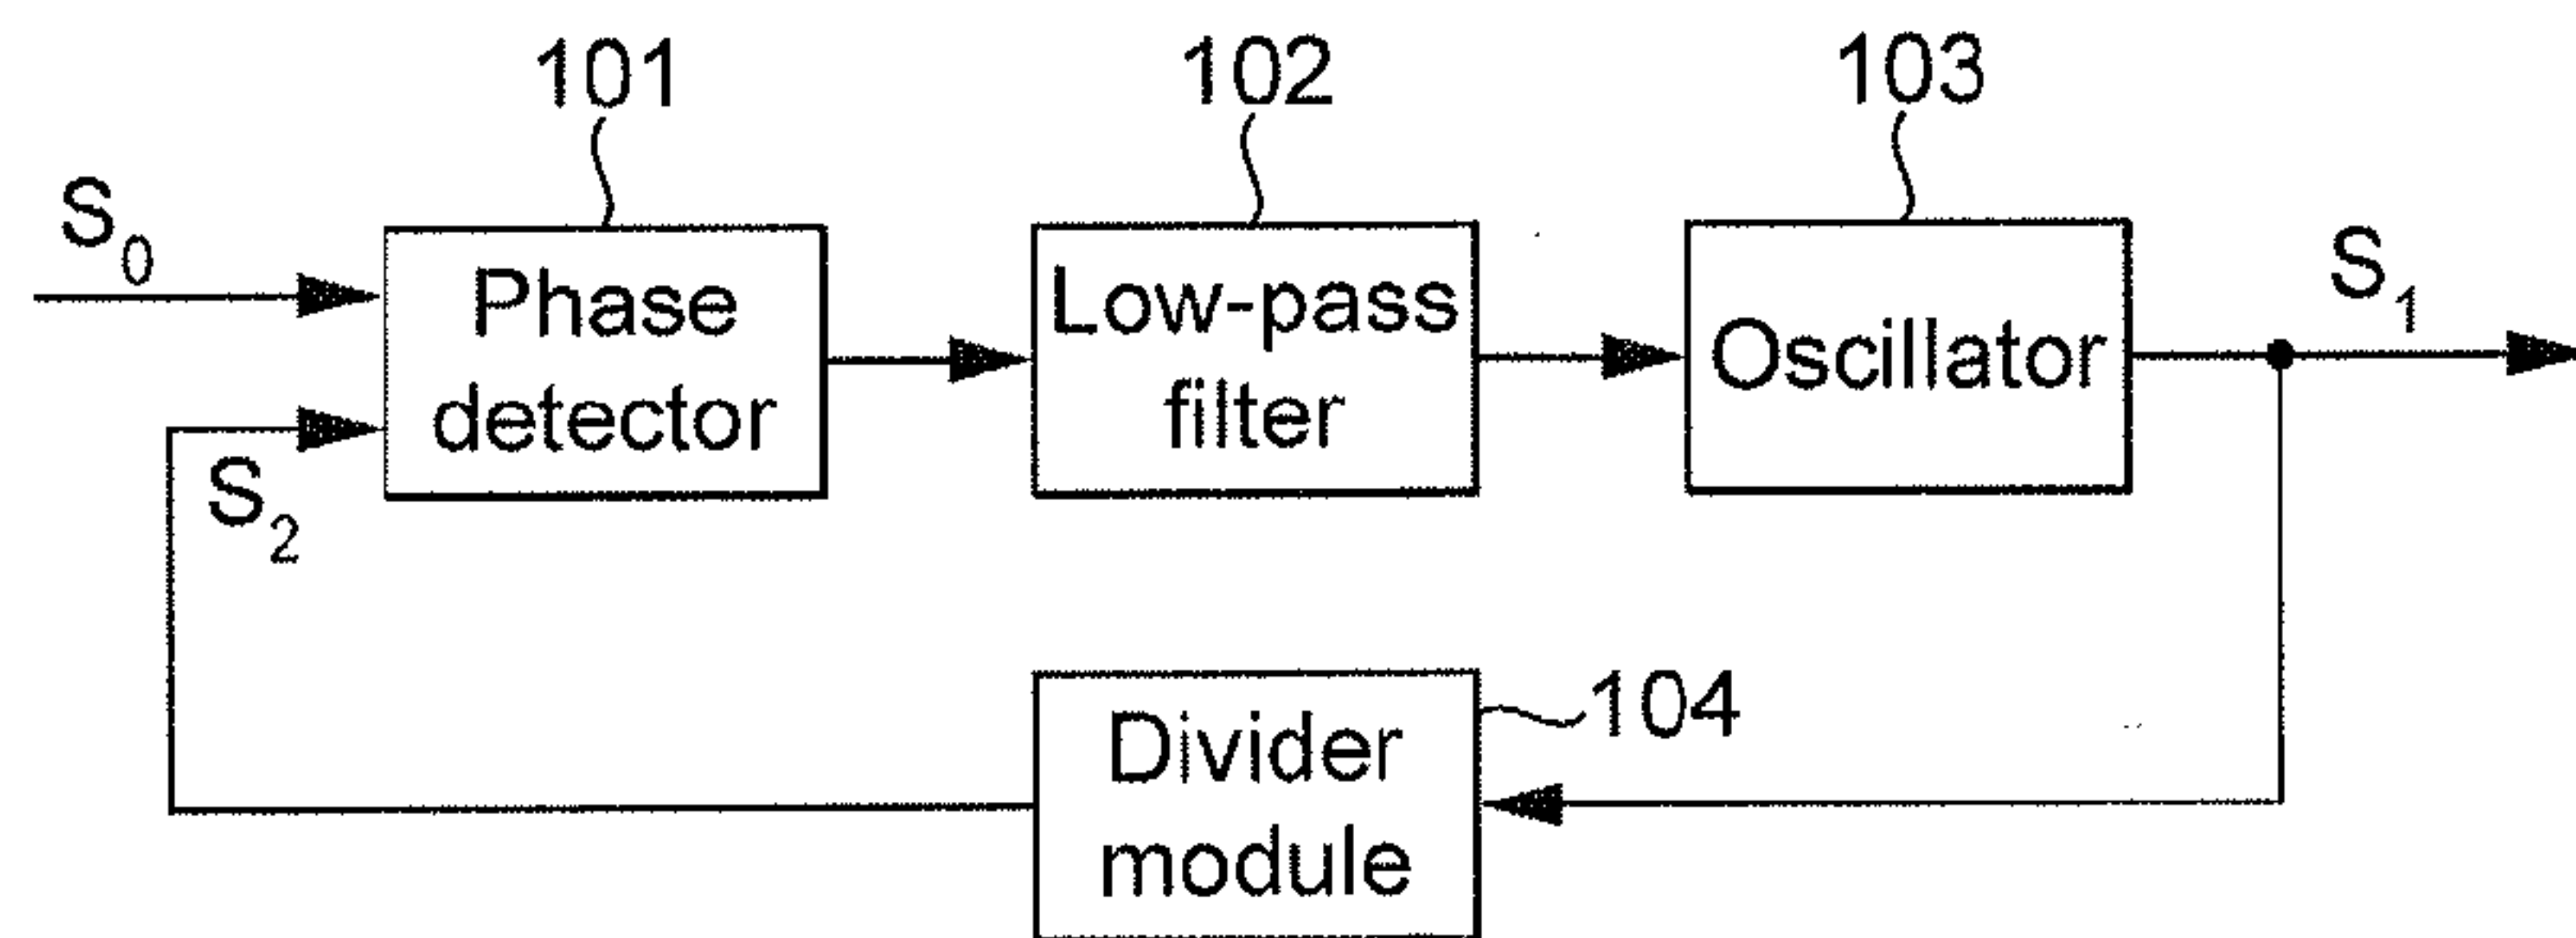 101
102
103
S₀
S₁
Phase
detector
Low-pass
filter
Oscillator
S₂
104
Divider
module